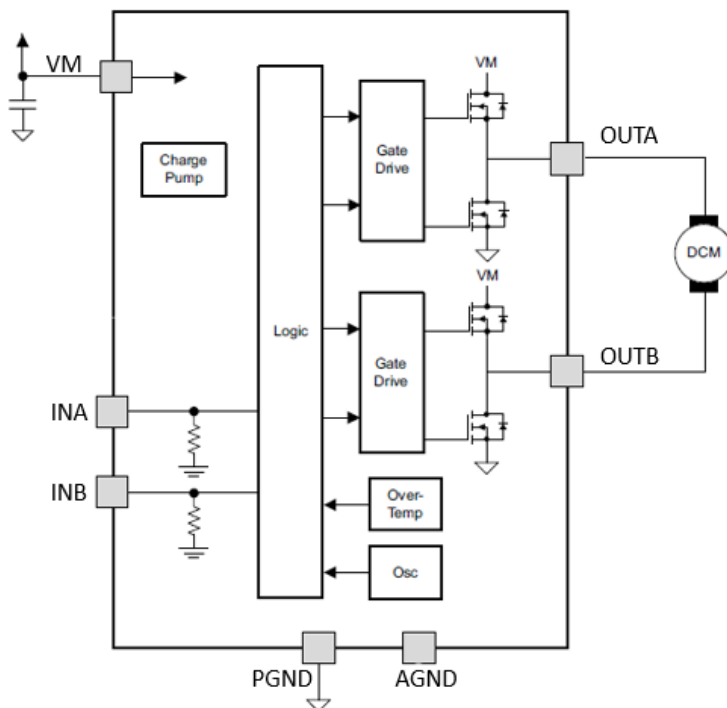 VM
VM
OUTA
Charge
Pump
Gate
Drive
DCM
VM
Logic
Gate
Drive
OUTB
INA
INB
Over-
Temp
Osc
PGND
AGND